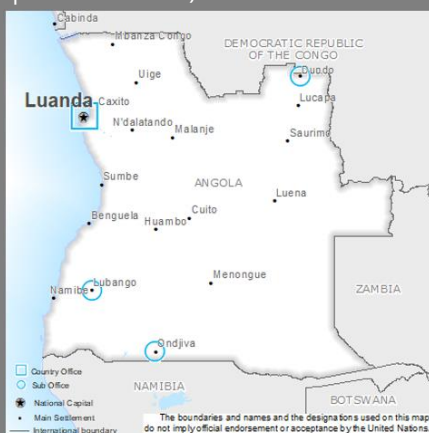 Cabinda
Mbanza Congo
DEMOCRATIC REPUBLIC
OF THE CONGO
Uige
Dundo
Luanda
Caxito
Lucapa
N'dalatando
Malanje
Saurimo
Sumbe
ANGOLA
Luena
Cuito
Benguela
Huambo
Menongue
Lubango
Namibe
ZAMBIA
Ondjiva
Country Office
Sub Office
National Capital
Main Settlement
International boundary
NAMIBIA
BOTSWANA
The boundaries and names and the designations used on this map
do not imply official endorsement or acceptance by the United Nations.